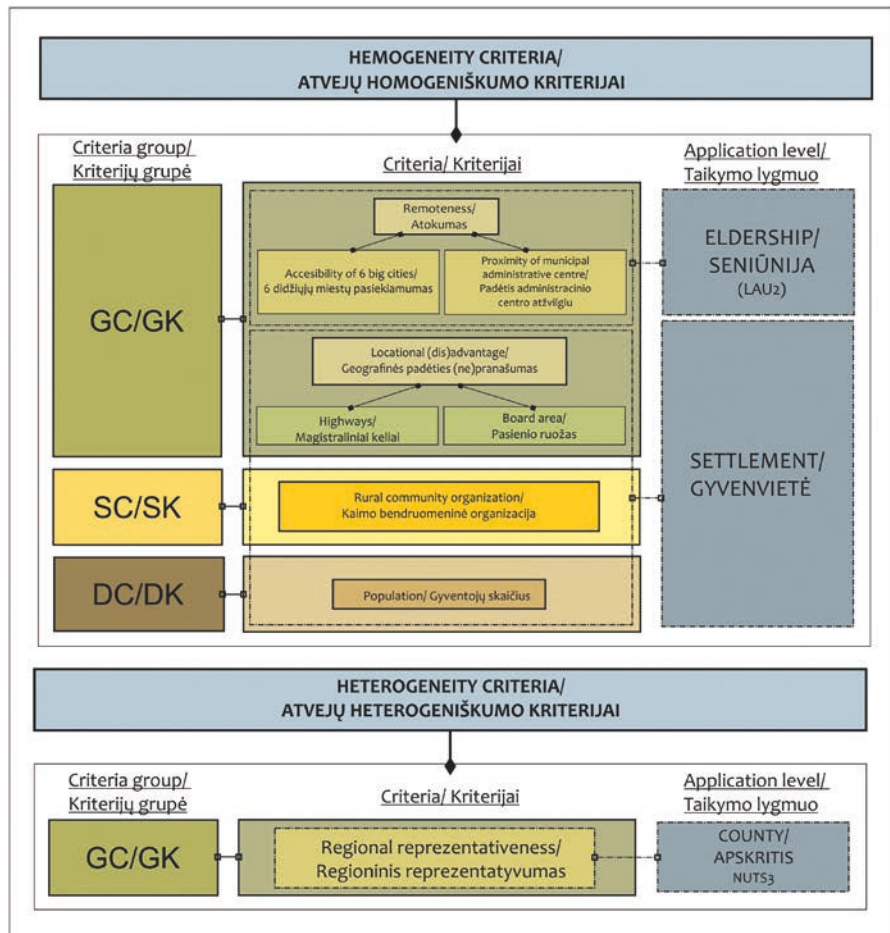 HEMOGENEITY CRITERIA/
ATVEJŲ HOMOGENIŠKUMO KRITERIJAI
Criteria group/
Kriterijų grupė
Criteria/ Kriterijai
Application level/
Taikymo lygmuo
GC/GK
Remoteness/
Atokumas
Accesibility of 6 big cities/
6 didžiųjų miestų pasiekiamumas
Proximity of municipal
administrative centre/
Padėtis administracinio
centro atžvilgiu
ELDERSHIP/
SENIŪNIJA
(LAU2)
Locational (dis)advantage/
Geografinės padėties (ne)pranašumas
Highways/
Magistraliniai keliai
Board area/
Pasienio ruožas
SETTLEMENT/
GYVENVIETĖ
SC/SK
Rural community organization/
Kaimo bendruomeninė organizacija
DC/DK
Population/ Gyventojų skaičius
HETEROGENEITY CRITERIA/
ATVEJŲ HETEROGENIŠKUMO KRITERIJAI
Criteria group/
Kriterijų grupė
Criteria/ Kriterijai
Application level/
Taikymo lygmuo
GC/GK
Regional reprezentativeness/
Regioninis reprezentatyvumas
COUNTY/
APSKRITIS
NUTS3